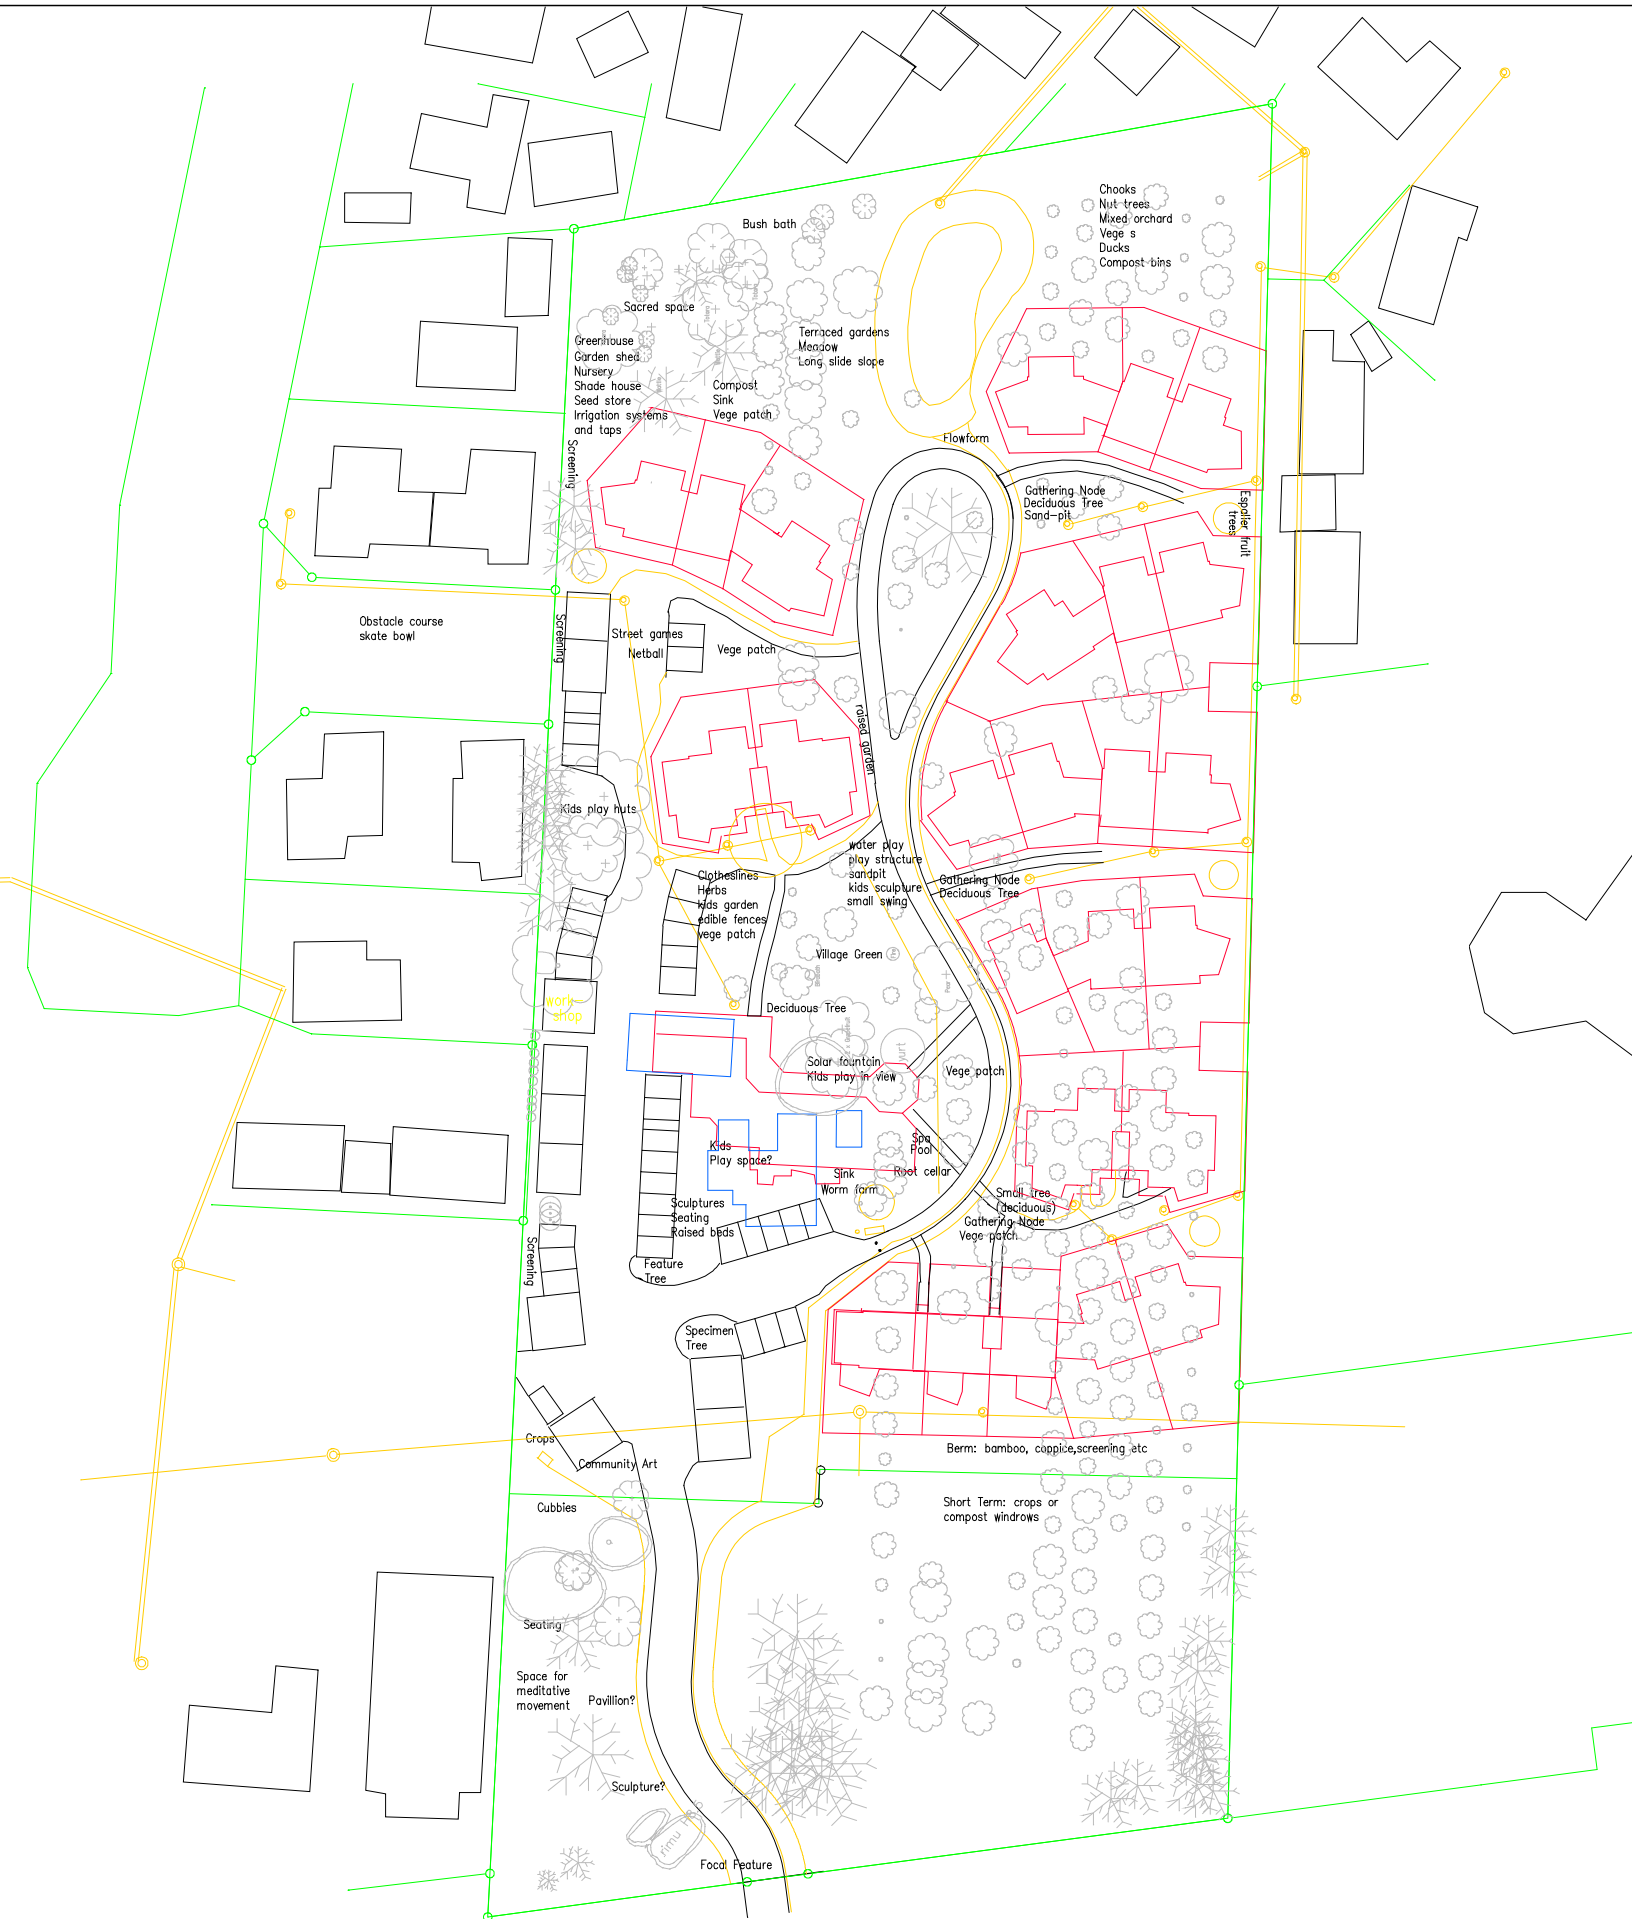 Chooks
Nut trees
Mixed orchard
Vege s
Ducks
Compost bins
Bush bath
Sacred space
Greenhouse
Garden shed
Nursery
Shade house
Seed store
Irrigation systems
and taps
Terraced gardens
Meadow
Long slide slope
Compost
Sink
Vege patch
Flowform
Screening
Gathering Node
Deciduous Tree
Sand-pit
Espalier fruit
trees
Obstacle course
skate bowl
Screening
Street games
Netball
Vege patch
raised garden
Kids play huts
water play
play structure
sandpit
kids sculpture
small swing
Clotheslines
Herbs
kids garden
edible fences
vege patch
Gathering Node
Deciduous Tree
Village Green
work-
shop
Deciduous Tree
yurt
Pear
Solar fountain
Kids play in view
Vege patch
Kids
Play space?
Spa
Pool
Sink
Root cellar
Worm farm
Sculptures
Seating
Raised beds
Small tree
(deciduous)
Gathering Node
Vege patch
Screening
Feature
Tree
Specimen
Tree
Crops
Community Art
Berm: bamboo, coppice,screening etc
Cubbies
Short Term: crops or
compost windrows
Seating
Space for
meditative
movement
Pavillion?
Sculpture?
rimu
Focal Feature